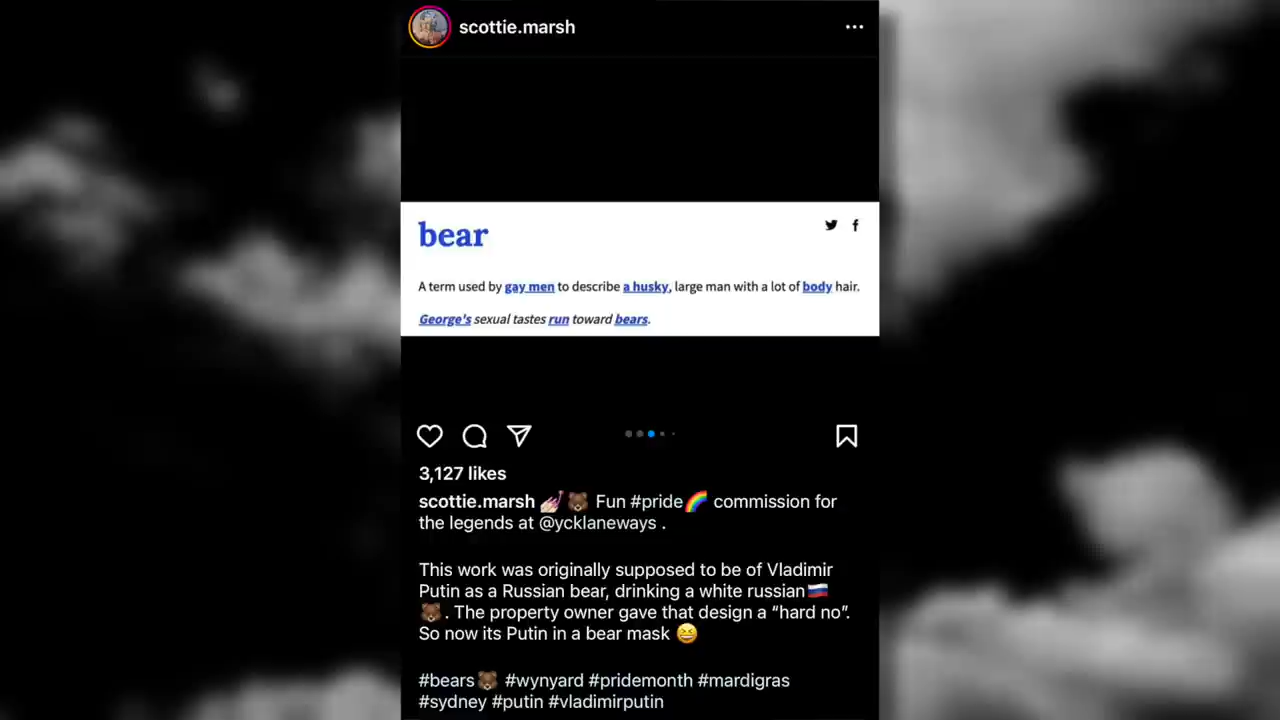 scottie.marsh
bear
A term used by gay men to describe a husky, large man with a lot of body hair.
George's sexual tastes run toward bears.
3,127 likes
scottie.marsh 💅🏻🐻 Fun #pride🌈 commission for
the legends at @ycklaneways .
This work was originally supposed to be of Vladimir
Putin as a Russian bear, drinking a white russian🇷🇺
🐻. The property owner gave that design a “hard no”.
So now its Putin in a bear mask 😆
#bears🐻 #wynyard #pridemonth #mardigras
#sydney #putin #vladimirputin